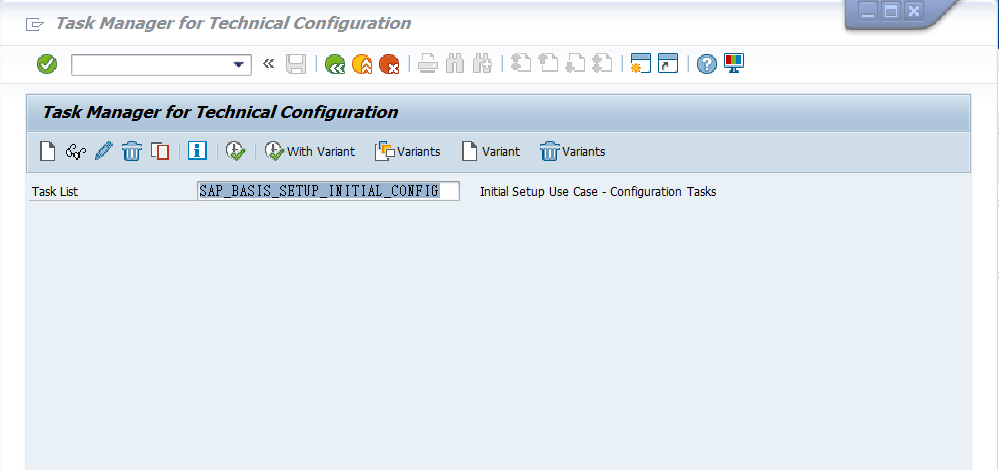 Task Manager for Technical Configuration
Task Manager for Technical Configuration
With Variant Variants Variant Variants
Task List SAP_BASIS_SETUP_INITIAL_CONFIG Initial Setup Use Case - Configuration Tasks